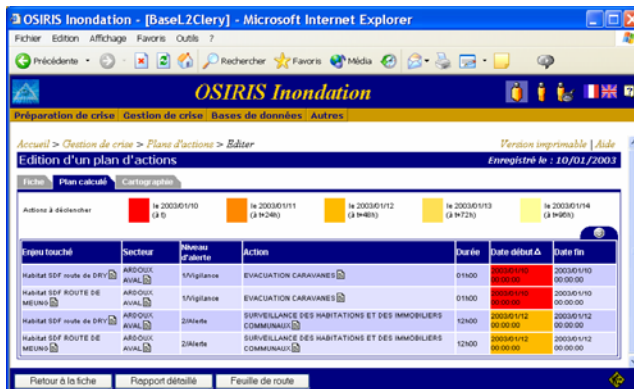 OSIRIS Inondation - [BaseL2Clery] - Microsoft Internet Explorer
Fichier Edition Affichage Favoris Outils ?
Précédente Rechercher Favoris Média
OSIRIS Inondation
Préparation de crise Gestion de crise Bases de données Autres
Accueil > Gestion de crise > Plans d'actions > Editer Version imprimable | Aide
Edition d'un plan d'actions Enregistré le : 10/01/2003
Fiche Plan calculé Cartographie
Actions à déclencher le 2003/01/10 le 2003/01/11 le 2003/01/12 le 2003/01/13 le 2003/01/14
(à t) (à t+24h) (à t+48h) (à t+72h) (à t+96h)
Enjeu touché Secteur Niveau d'alerte Action Durée Date début Δ Date fin
Habitat SDF route de DRY ARDOUX AVAL 1/Vigilance EVACUATION CARAVANES 01h00 2003/01/10 00:00:00 2003/01/10 00:00:00
Habitat SDF ROUTE DE MEUNG ARDOUX AVAL 1/Vigilance EVACUATION CARAVANES 01h00 2003/01/10 00:00:00 2003/01/10 00:00:00
Habitat SDF route de DRY ARDOUX AVAL 2/Alerte SURVEILLANCE DES HABITATIONS ET DES IMMOBILIERS COMMUNAUX 12h00 2003/01/12 00:00:00 2003/01/12 00:00:00
Habitat SDF ROUTE DE MEUNG ARDOUX AVAL 2/Alerte SURVEILLANCE DES HABITATIONS ET DES IMMOBILIERS COMMUNAUX 12h00 2003/01/12 00:00:00 2003/01/12 00:00:00
Retour à la fiche Rapport détaillé Feuille de route